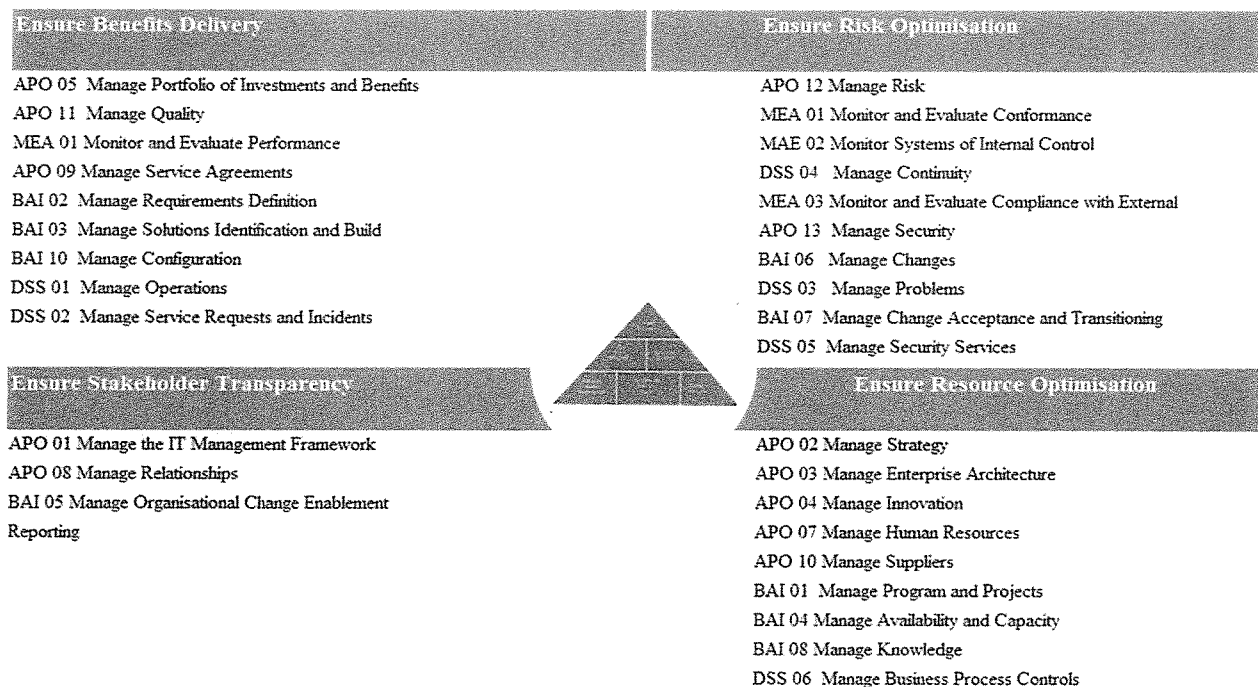 Ensure Benefits Delivery
APO 05 Manage Portfolio of Investments and Benefits
APO 11 Manage Quality
MEA 01 Monitor and Evaluate Performance
APO 09 Manage Service Agreements
BAI 02 Manage Requirements Definition
BAI 03 Manage Solutions Identification and Build
BAI 10 Manage Configuration
DSS 01 Manage Operations
DSS 02 Manage Service Requests and Incidents
Ensure Risk Optimisation
APO 12 Manage Risk
MEA 01 Monitor and Evaluate Conformance
MAE 02 Monitor Systems of Internal Control
DSS 04 Manage Continuity
MEA 03 Monitor and Evaluate Compliance with External
APO 13 Manage Security
BAI 06 Manage Changes
DSS 03 Manage Problems
BAI 07 Manage Change Acceptance and Transitioning
DSS 05 Manage Security Services
Ensure Stakeholder Transparency
APO 01 Manage the IT Management Framework
APO 08 Manage Relationships
BAI 05 Manage Organisational Change Enablement
Reporting
Ensure Resource Optimisation
APO 02 Manage Strategy
APO 03 Manage Enterprise Architecture
APO 04 Manage Innovation
APO 07 Manage Human Resources
APO 10 Manage Suppliers
BAI 01 Manage Program and Projects
BAI 04 Manage Availability and Capacity
BAI 08 Manage Knowledge
DSS 06 Manage Business Process Controls